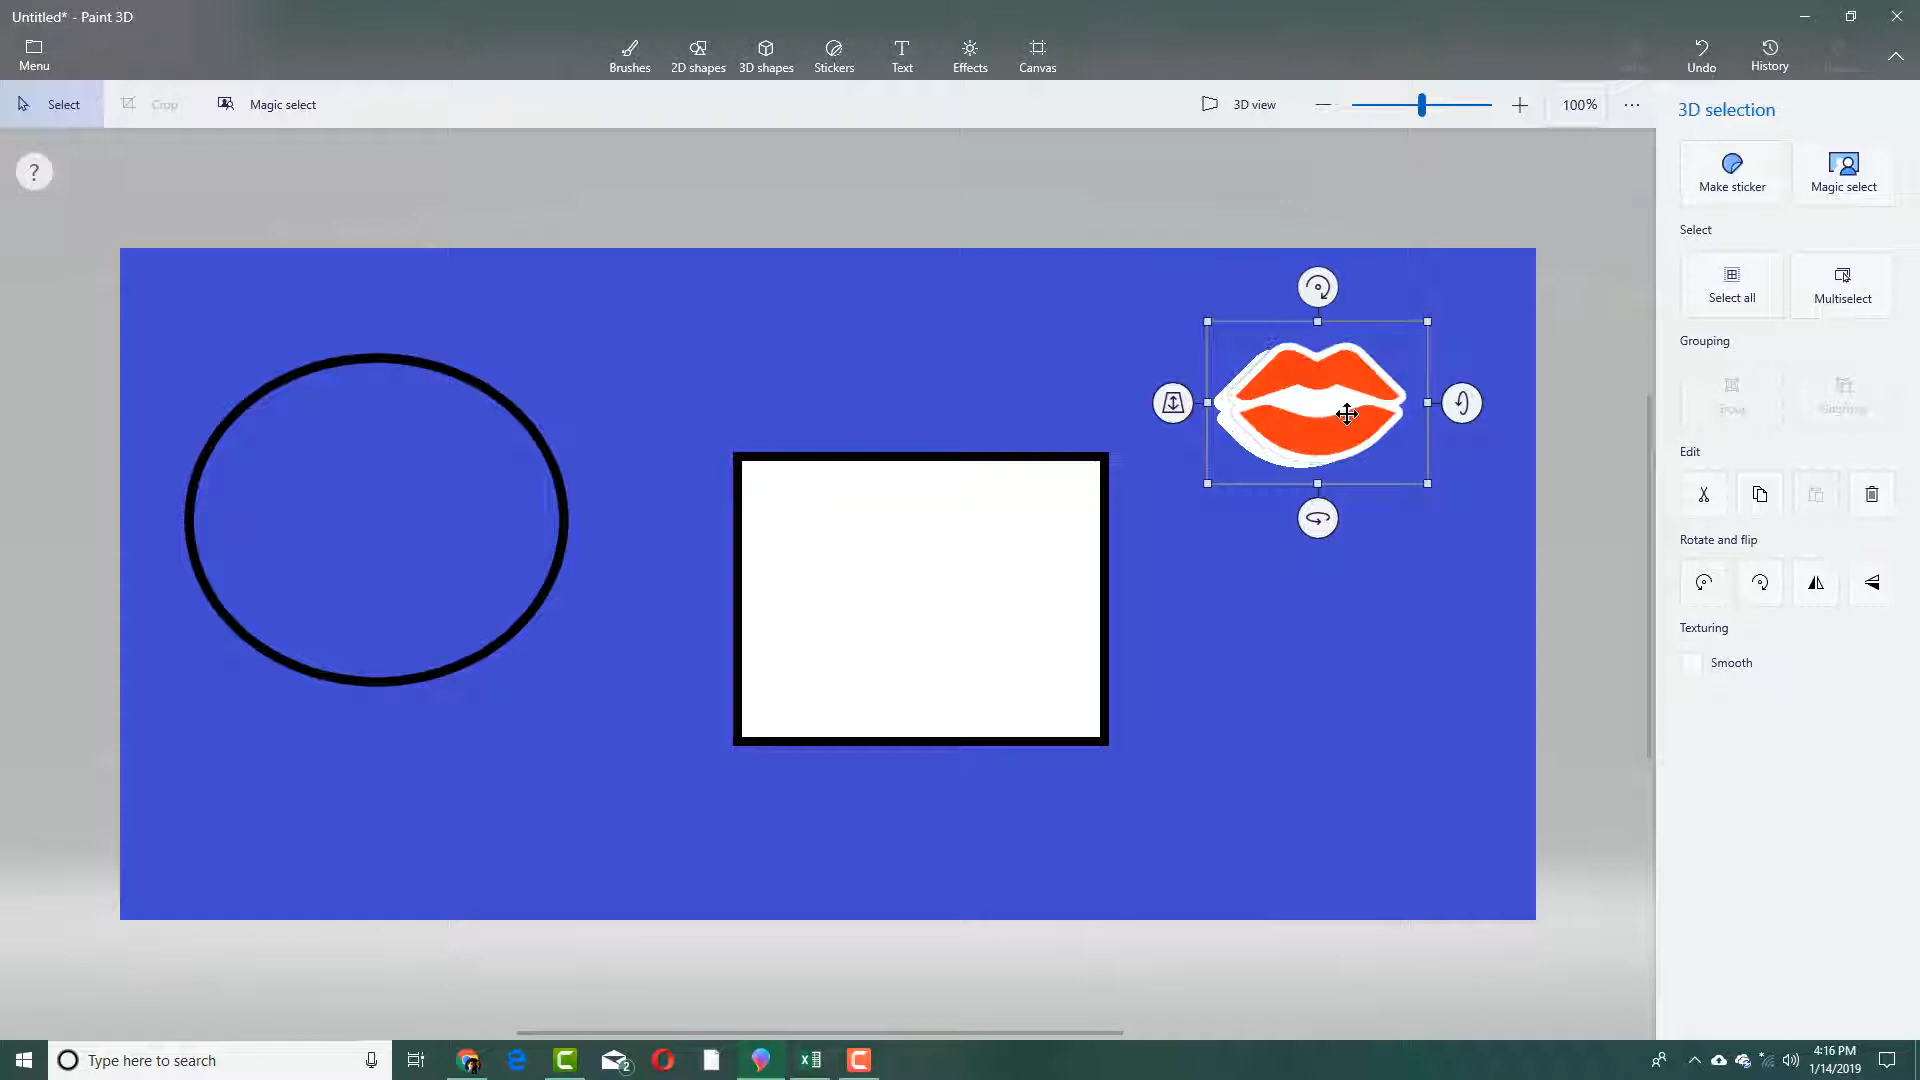 Untitled* - Paint 3D
Menu
Brushes
2D shapes
3D shapes
Stickers
Text
Effects
Canvas
Undo
History
Select
Crop
Magic select
3D view
100%
?
3D selection
Make sticker
Magic select
Select
Select all
Multiselect
Grouping
Edit
Rotate and flip
Texturing
Smooth
Type here to search
2
4:16 PM
1/14/2019